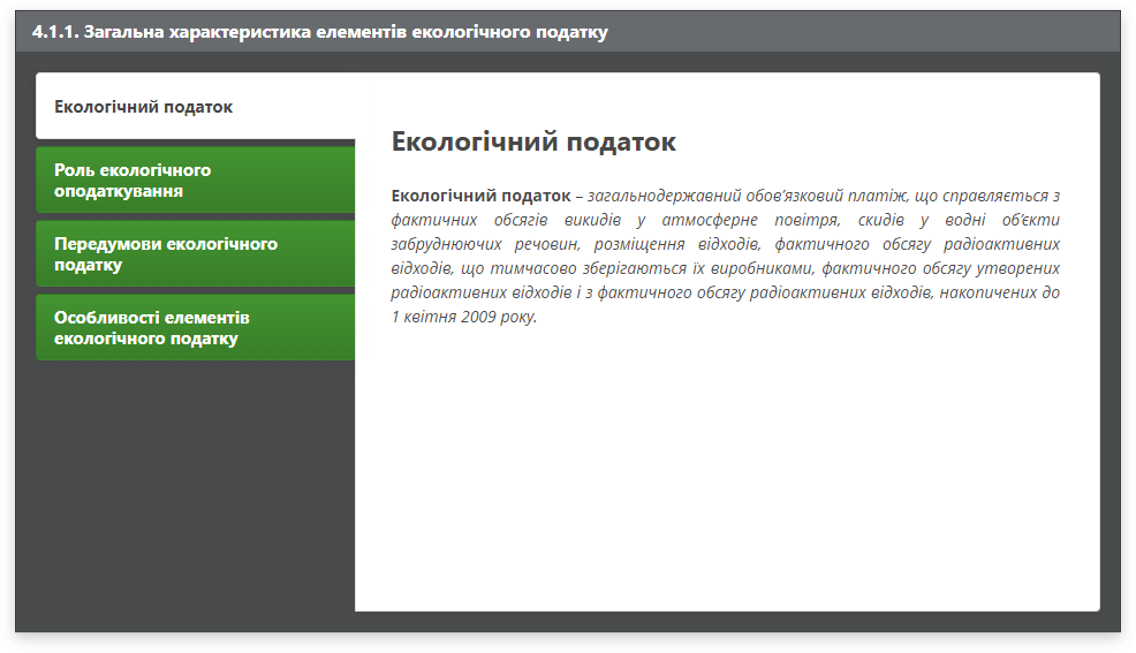 4.1.1. Загальна характеристика елементів екологічного податку
Екологічний податок
Роль екологічного
оподаткування
Передумови екологічного
податку
Особливості елементів
екологічного податку
Екологічний податок
Екологічний податок – загальнодержавний обов’язковий платіж, що справляється з
фактичних обсягів викидів у атмосферне повітря, скидів у водні об’єкти
забруднюючих речовин, розміщення відходів, фактичного обсягу радіоактивних
відходів, що тимчасово зберігаються їх виробниками, фактичного обсягу утворених
радіоактивних відходів і з фактичного обсягу радіоактивних відходів, накопичених до
1 квітня 2009 року.